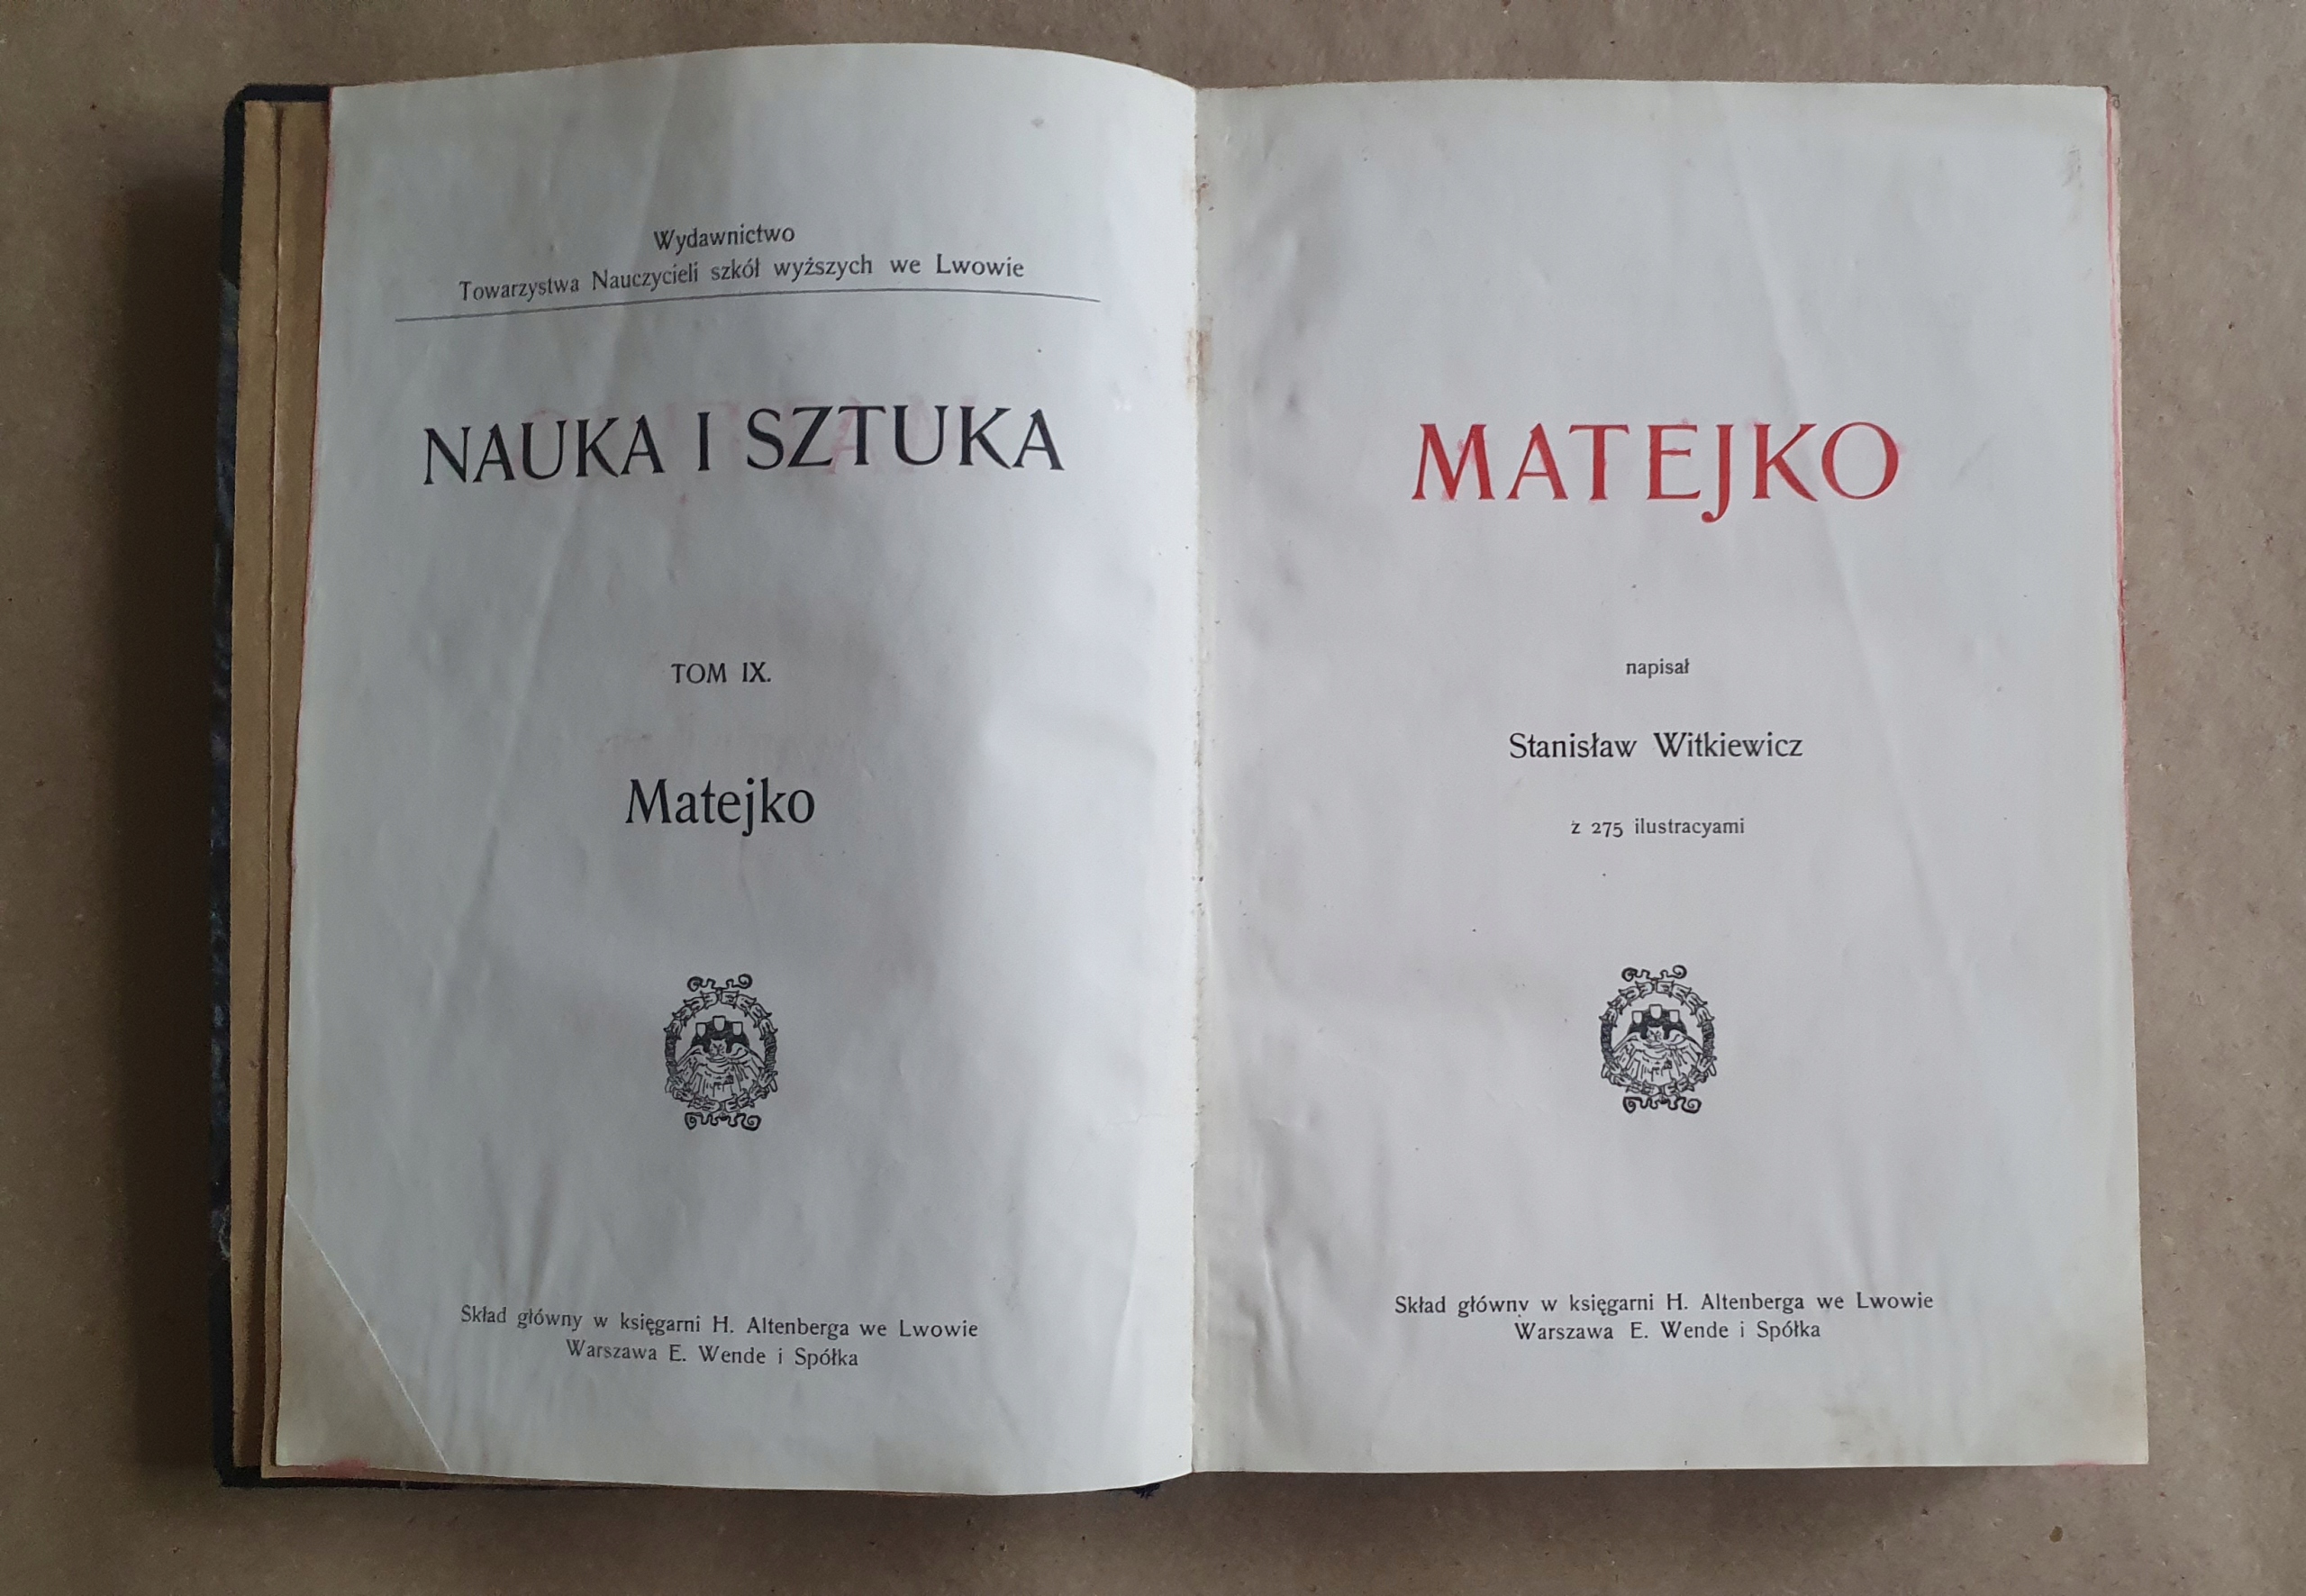 Wydawnictwo
Towarzystwa Nauczycieli szkół wyższych we Lwowie
NAUKA I SZTUKA
TOM IX.
Matejko
Skład główny w księgarni H. Altenberga we Lwowie
Warszawa E. Wende i Spółka
MATEJKO
napisał
Stanisław Witkiewicz
z 275 ilustracyami
Skład główny w księgarni H. Altenberga we Lwowie
Warszawa E. Wende i Spółka